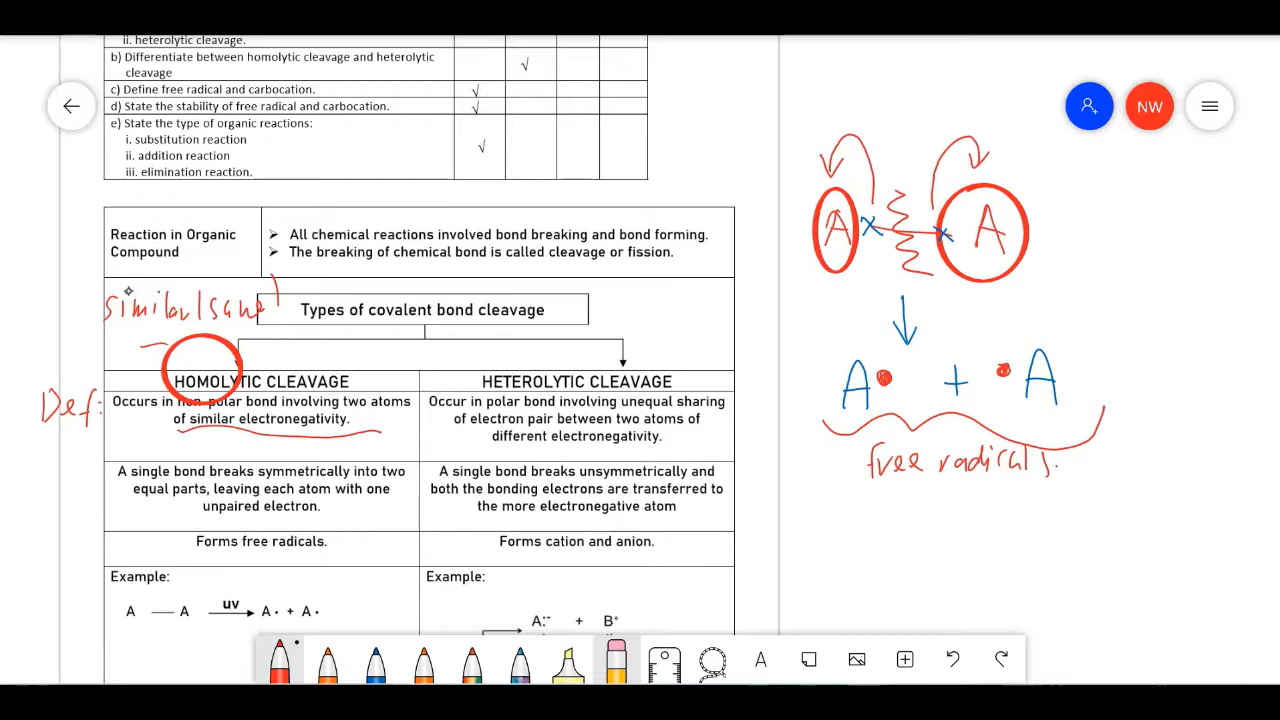 ii. heterolytic cleavage.
b) Differentiate between homolytic cleavage and heterolytic
cleavage
√
c) Define free radical and carbocation.
√
d) State the stability of free radical and carbocation.
√
e) State the type of organic reactions:
i. substitution reaction
ii. addition reaction
iii. elimination reaction.
√
NW
Reaction in Organic
Compound
➢ All chemical reactions involved bond breaking and bond forming.
➢ The breaking of chemical bond is called cleavage or fission.
similar/same
Types of covalent bond cleavage
HOMOLYTIC CLEAVAGE
HETEROLYTIC CLEAVAGE
Def:
Occurs in non-polar bond involving two atoms
of similar electronegativity.
Occur in polar bond involving unequal sharing
of electron pair between two atoms of
different electronegativity.
A single bond breaks symmetrically into two
equal parts, leaving each atom with one
unpaired electron.
A single bond breaks unsymmetrically and
both the bonding electrons are transferred to
the more electronegative atom
Forms free radicals.
Forms cation and anion.
Example:
A — A uv A• + A•
Example:
A:⁻ + B⁺
A x x A
A• + •A
free radicals.
A